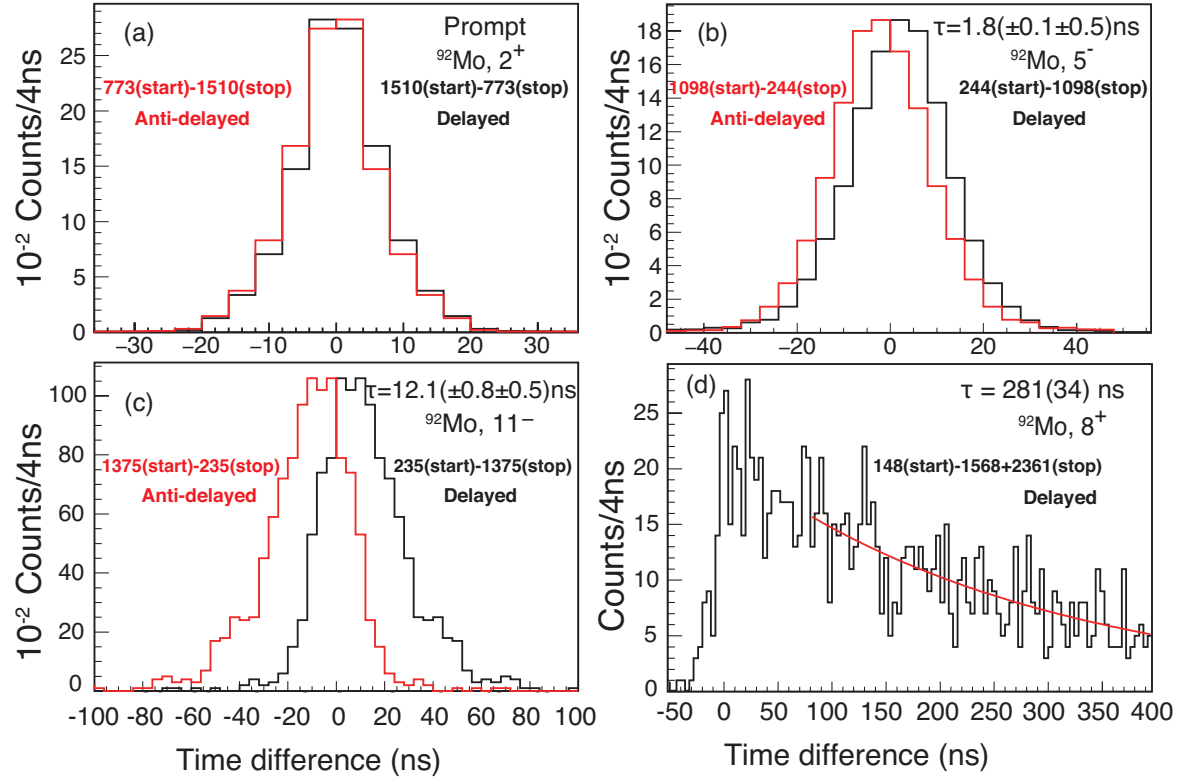 (a)
Prompt
⁹²Mo, 2⁺
773(start)-1510(stop)
Anti-delayed
1510(start)-773(stop)
Delayed
10⁻² Counts/4ns
25
20
15
10
5
0
−30 −20 −10 0 10 20 30
(b)
τ=1.8(±0.1±0.5)ns
⁹²Mo, 5⁻
1098(start)-244(stop)
Anti-delayed
244(start)-1098(stop)
Delayed
10⁻² Counts/4ns
18
16
14
12
10
8
6
4
2
0
−40 −20 0 20 40
(c)
τ=12.1(±0.8±0.5)ns
⁹²Mo, 11⁻
1375(start)-235(stop)
Anti-delayed
235(start)-1375(stop)
Delayed
10⁻² Counts/4ns
100
80
60
40
20
0
-100 -80 -60 -40 -20 0 20 40 60 80 100
Time difference (ns)
(d)
τ = 281(34) ns
⁹²Mo, 8⁺
148(start)-1568+2361(stop)
Delayed
Counts/4ns
25
20
15
10
5
0
-50 0 50 100 150 200 250 300 350 400
Time difference (ns)